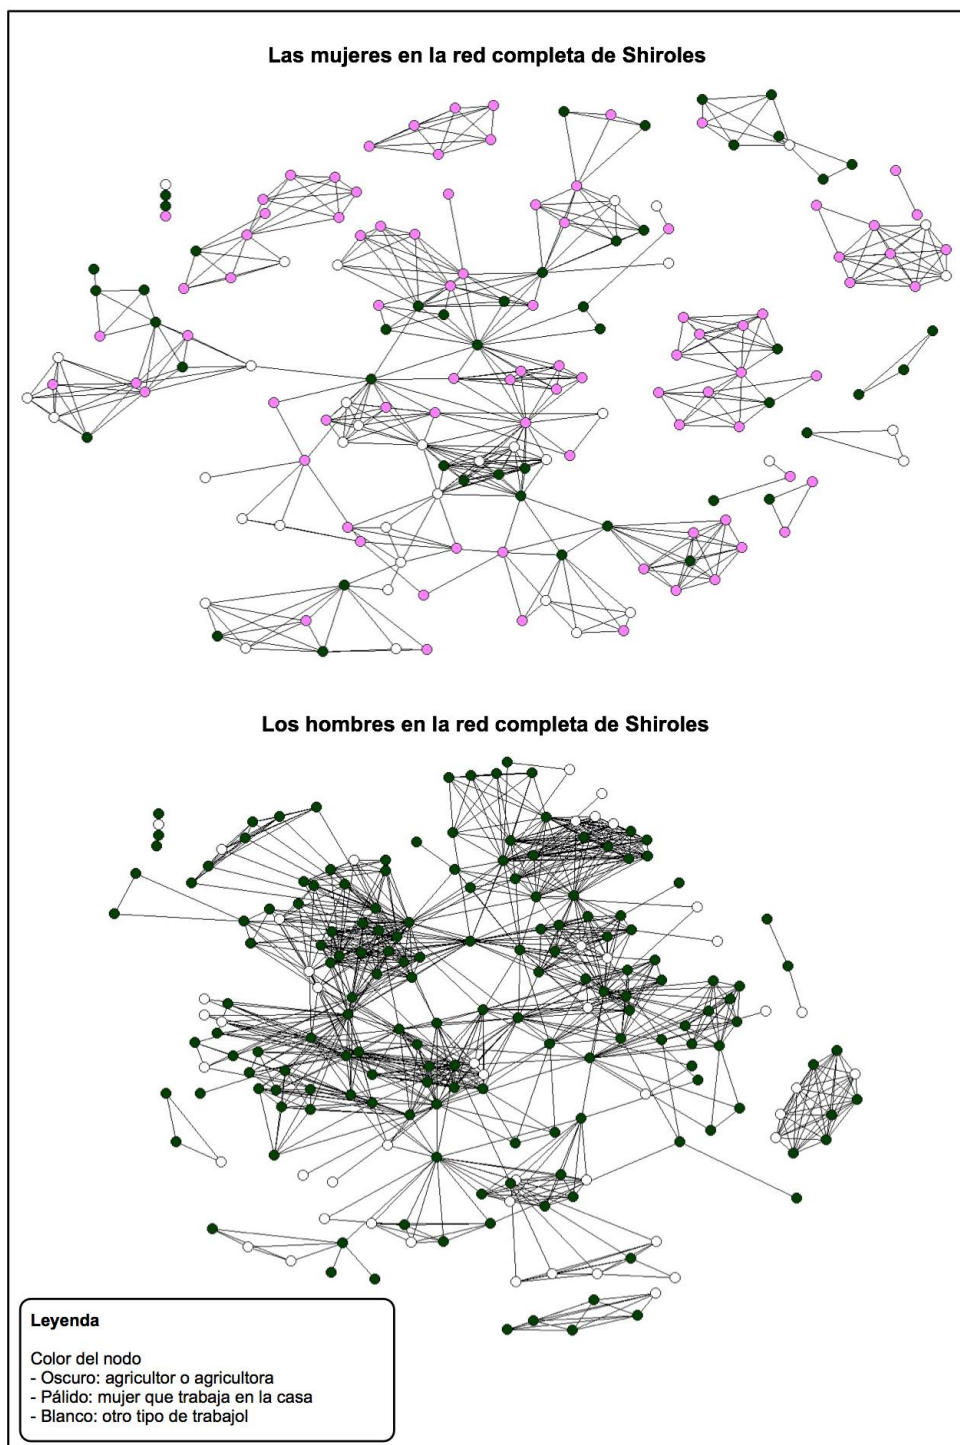 Las mujeres en la red completa de Shiroles
Los hombres en la red completa de Shiroles
Leyenda
Color del nodo
- Oscuro: agricultor o agricultora
- Pálido: mujer que trabaja en la casa
- Blanco: otro tipo de trabajol